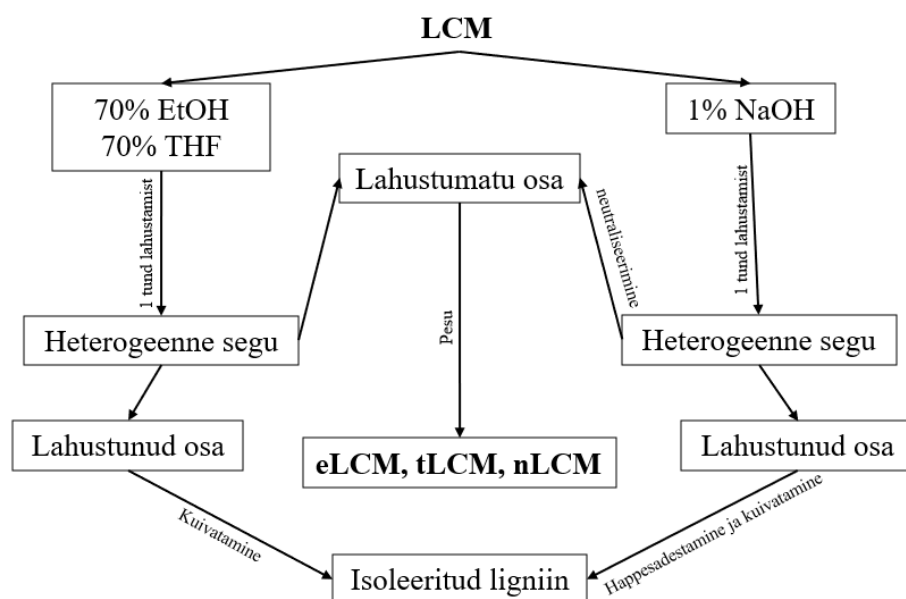 LCM
70% EtOH
70% THF
1% NaOH
1 tund lahustamist
Lahustumatu osa
neutraliseerimine
1 tund lahustamist
Heterogeenne segu
Pesu
Heterogeenne segu
Lahustunud osa
eLCM, tLCM, nLCM
Lahustunud osa
Kuivatamine
Happesadestamine ja kuivatamine
Isoleeritud ligniin